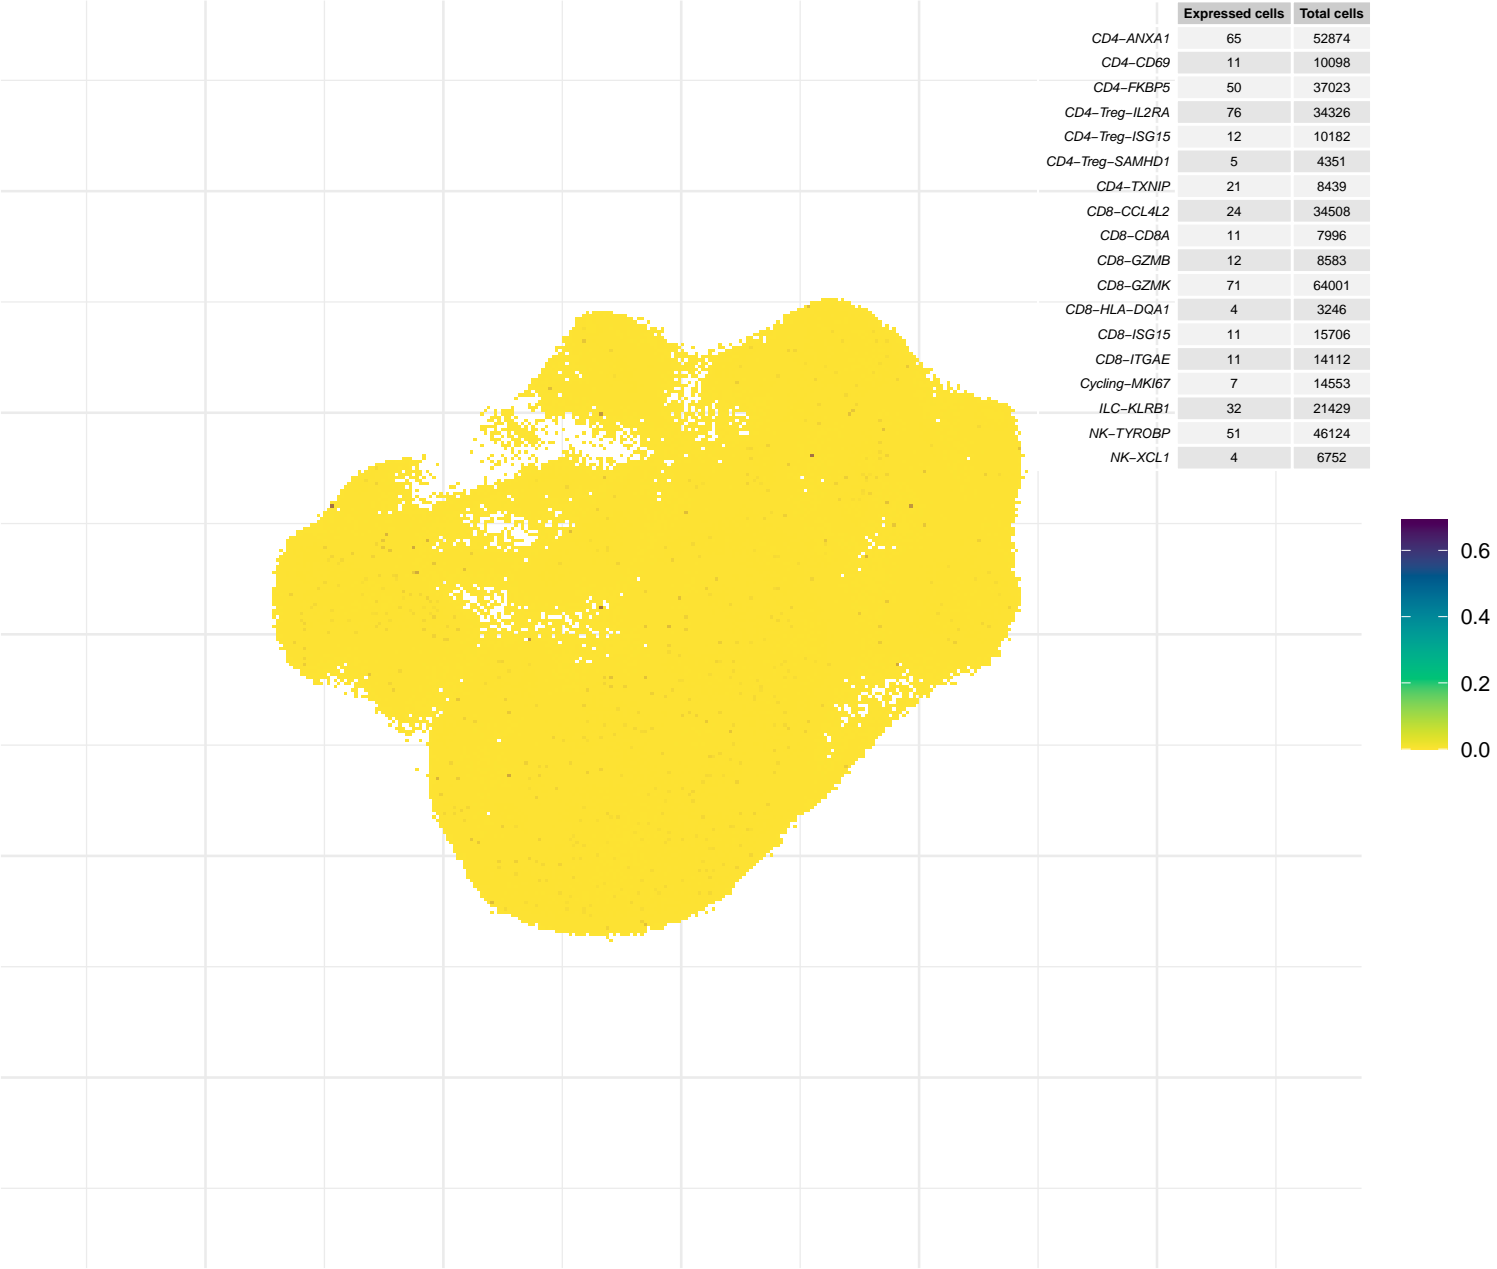 Expressed cells Total cells
CD4−ANXA1 65 52874
CD4−CD69 11 10098
CD4−FKBP5 50 37023
CD4−Treg−IL2RA 76 34326
CD4−Treg−ISG15 12 10182
CD4−Treg−SAMHD1 5 4351
CD4−TXNIP 21 8439
CD8−CCL4L2 24 34508
CD8−CD8A 11 7996
CD8−GZMB 12 8583
CD8−GZMK 71 64001
CD8−HLA−DQA1 4 3246
CD8−ISG15 11 15706
CD8−ITGAE 11 14112
Cycling−MKI67 7 14553
ILC−KLRB1 32 21429
NK−TYROBP 51 46124
NK−XCL1 4 6752
0.6
0.4
0.2
0.0